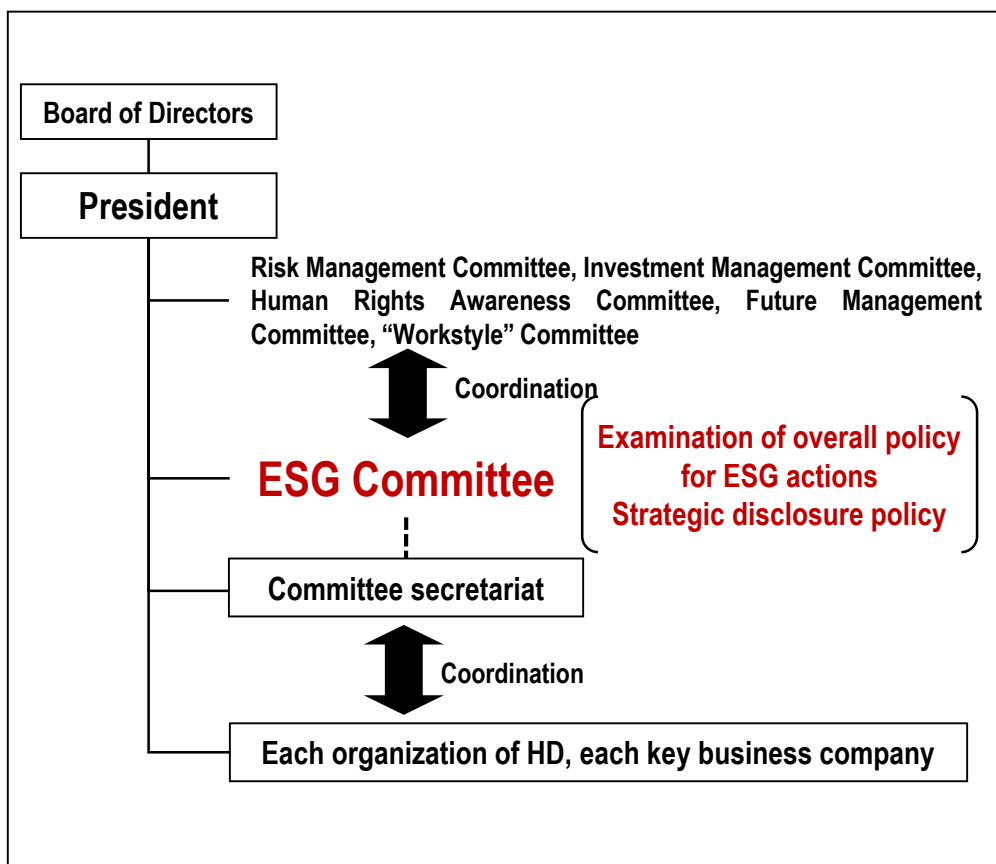 Board of Directors
President
Risk Management Committee, Investment Management Committee,
Human Rights Awareness Committee, Future Management
Committee, “Workstyle” Committee
Coordination
ESG Committee
Examination of overall policy
for ESG actions
Strategic disclosure policy
Committee secretariat
Coordination
Each organization of HD, each key business company